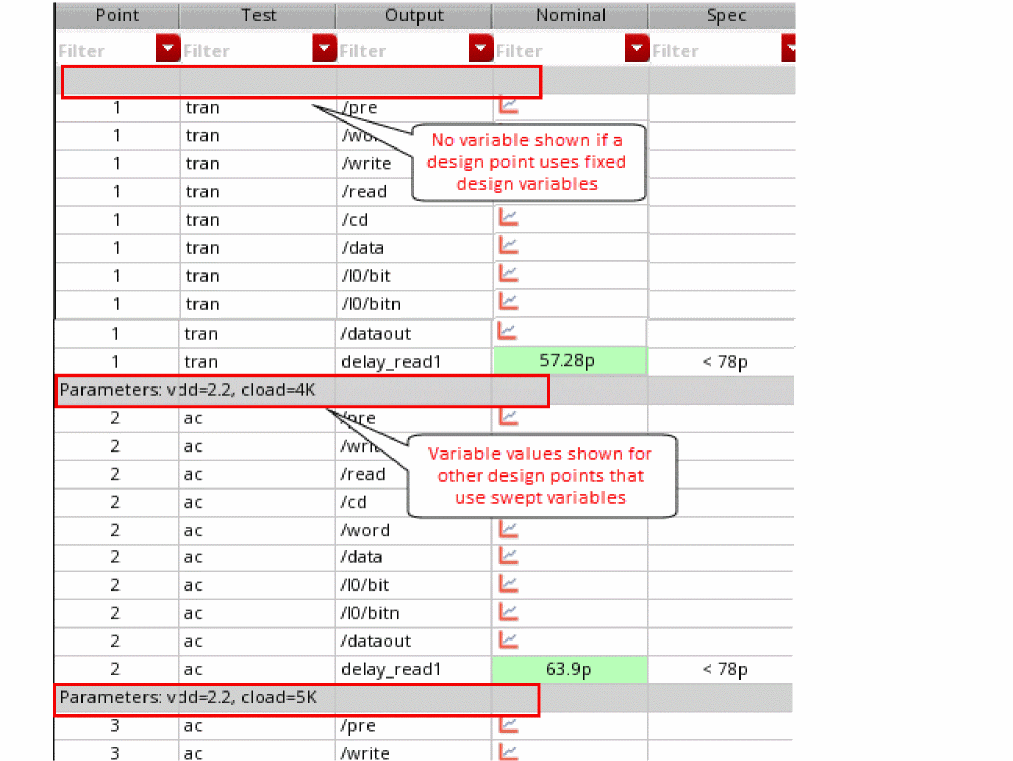 Point Test Output Nominal Spec
Filter Filter Filter Filter Filter
1 tran /pre
1 tran
1 tran /write
1 tran /read
1 tran /cd
1 tran /data
1 tran /I0/bit
1 tran /I0/bitn
1 tran /dataout
1 tran delay_read1 57.28p < 78p
No variable shown if a
design point uses fixed
design variables
Parameters: vdd=2.2, cload=4K
2 ac /pre
2 ac
2 ac /read
2 ac /cd
2 ac /word
2 ac /data
2 ac /I0/bit
2 ac /I0/bitn
2 ac /dataout
2 ac delay_read1 63.9p < 78p
Variable values shown for
other design points that
use swept variables
Parameters: vdd=2.2, cload=5K
3 ac /pre
3 ac /write